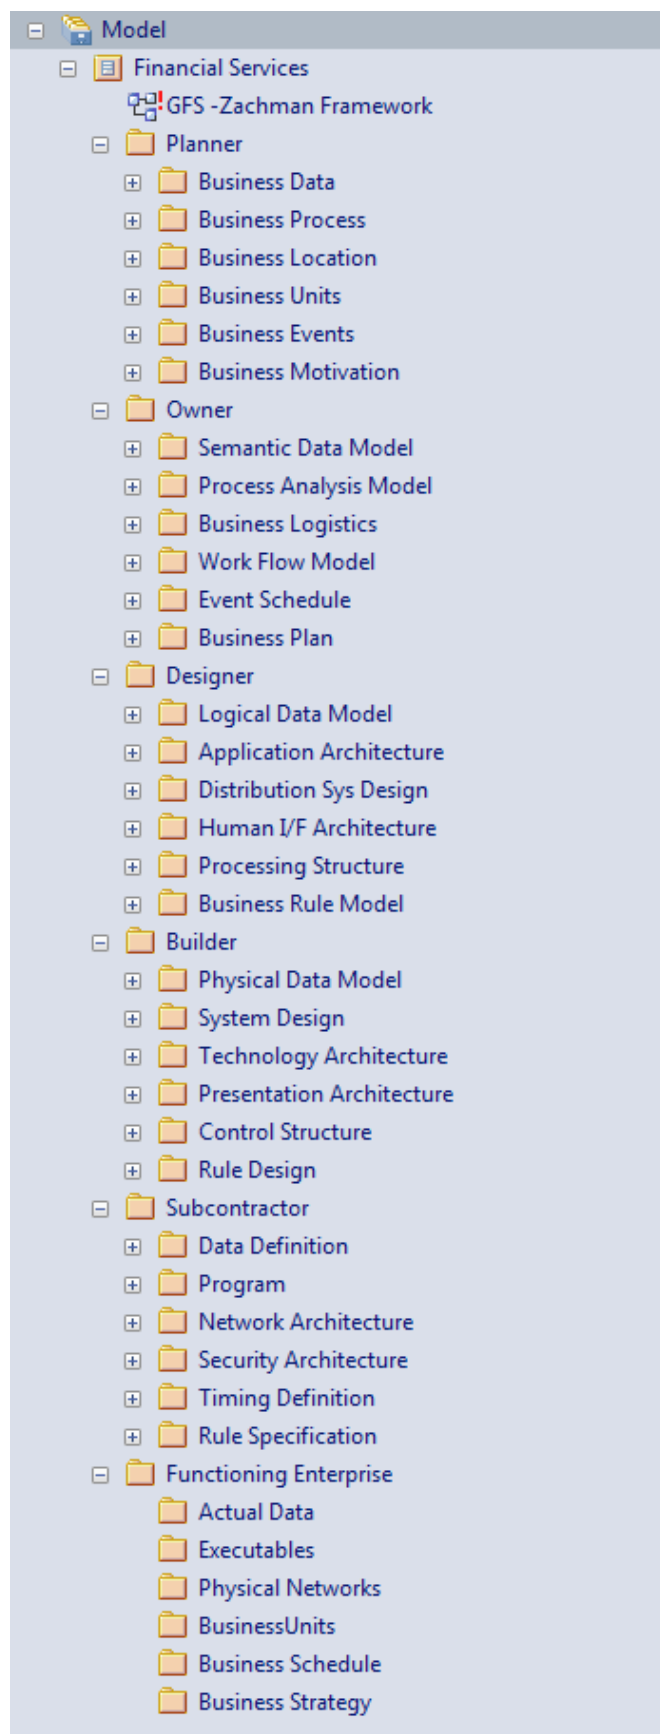 Model
Financial Services
GFS -Zachman Framework
Planner
Business Data
Business Process
Business Location
Business Units
Business Events
Business Motivation
Owner
Semantic Data Model
Process Analysis Model
Business Logistics
Work Flow Model
Event Schedule
Business Plan
Designer
Logical Data Model
Application Architecture
Distribution Sys Design
Human I/F Architecture
Processing Structure
Business Rule Model
Builder
Physical Data Model
System Design
Technology Architecture
Presentation Architecture
Control Structure
Rule Design
Subcontractor
Data Definition
Program
Network Architecture
Security Architecture
Timing Definition
Rule Specification
Functioning Enterprise
Actual Data
Executables
Physical Networks
BusinessUnits
Business Schedule
Business Strategy